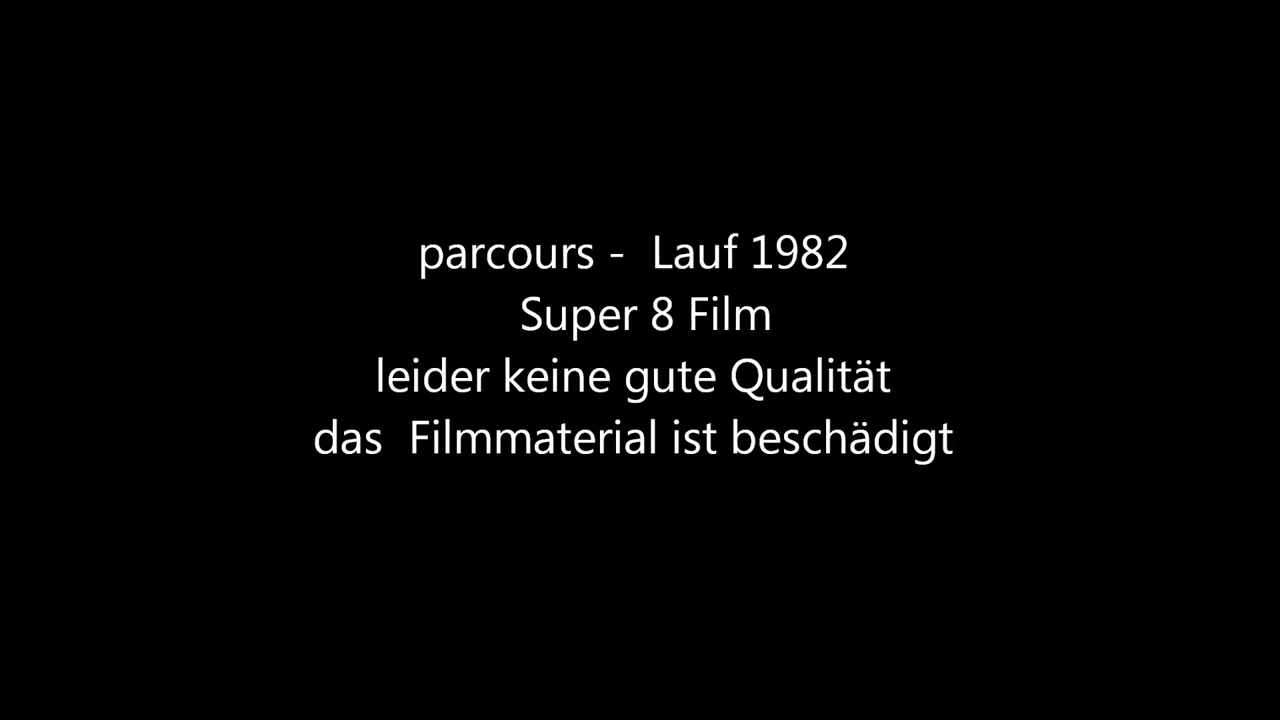 parcours -  Lauf 1982
Super 8 Film
leider keine gute Qualität
das  Filmmaterial ist beschädigt